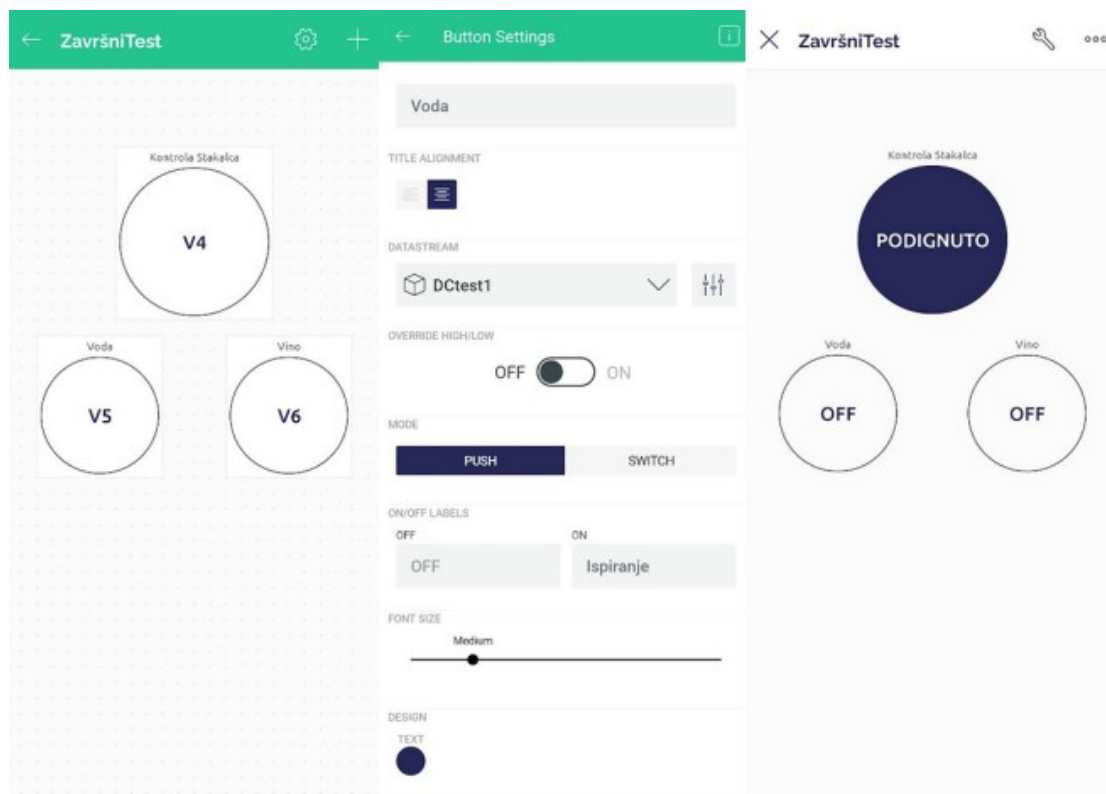 ZavršniTest
Kontrola Stakalca
V4
Voda
Vino
V5
V6
Button Settings
Voda
TITLE ALIGNMENT
DATASTREAM
DCtest1
OVERRIDE HIGH/LOW
OFF ON
MODE
PUSH SWITCH
ON/OFF LABELS
OFF ON
OFF Ispiranje
FONT SIZE
Medium
DESIGN
TEXT
ZavršniTest
Kontrola Stakalca
PODIGNUTO
Voda
Vino
OFF
OFF